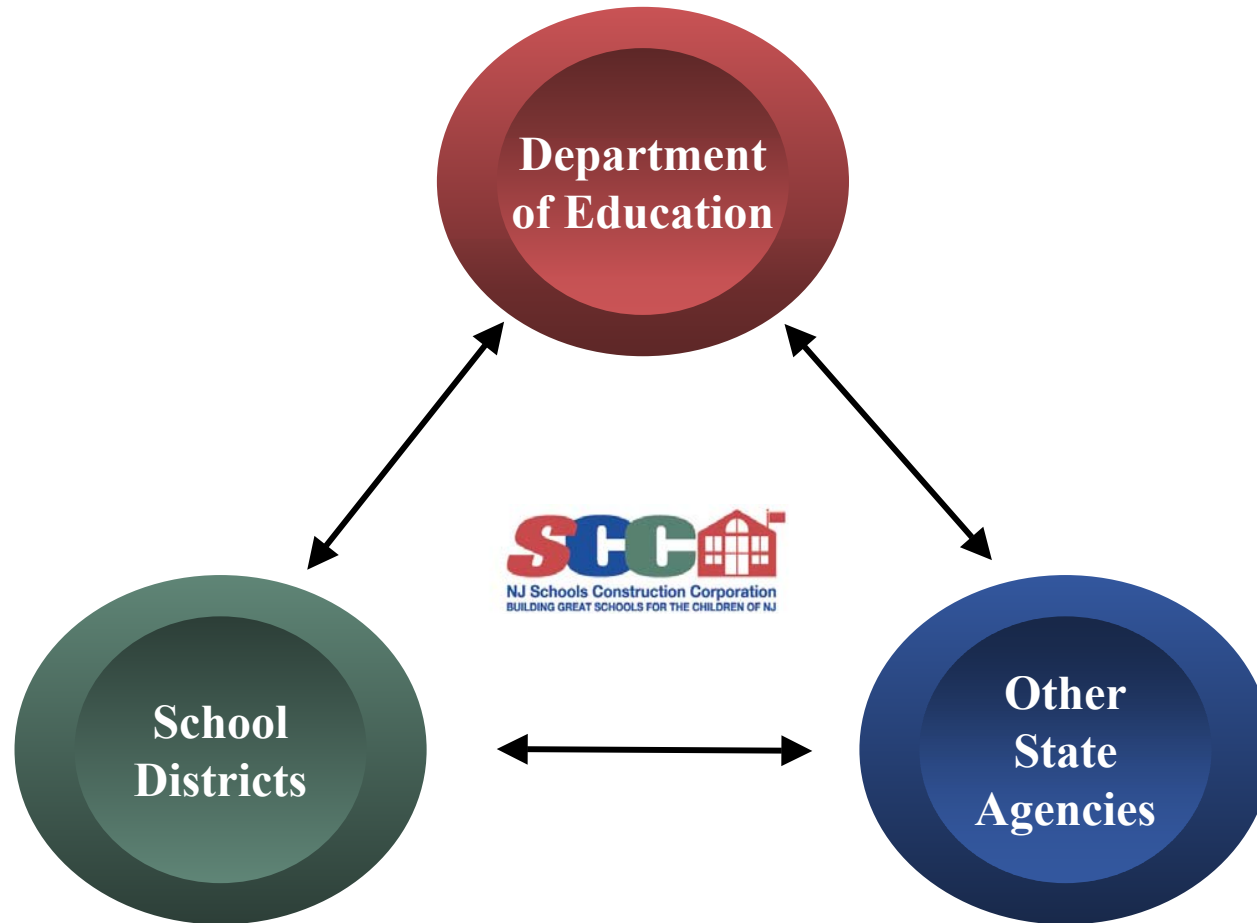 Department
of Education
SCC
NJ Schools Construction Corporation
BUILDING GREAT SCHOOLS FOR THE CHILDREN OF NJ
School
Districts
Other
State
Agencies